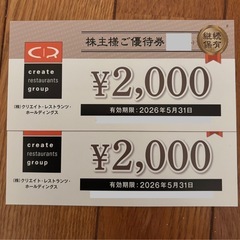 CR
株主様ご優待券
継続
保有
create
restaurants
group
¥2,000
有効期限:2026年5月31日
(株)クリエイト・レストランツ・
ホールディングス
create
restaurants
group
¥2,000
有効期限:2026年5月31日
(株)クリエイト・レストランツ・
ホールディングス